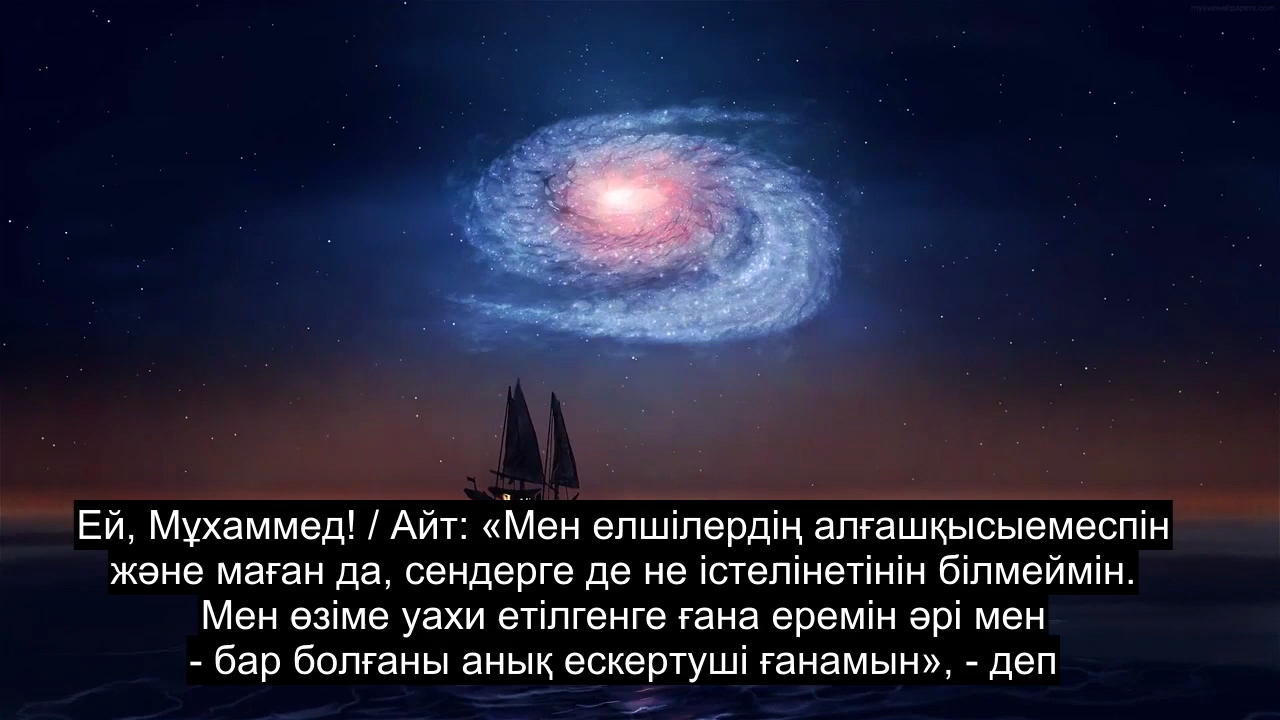 Ей, Мұхаммед! / Айт: «Мен елшілердің алғашқысыемеспін
және маған да, сендерге де не істелінетінін білмеймін.
Мен өзіме уахи етілгенге ғана еремін әрі мен
- бар болғаны анық ескертуші ғанамын», - деп